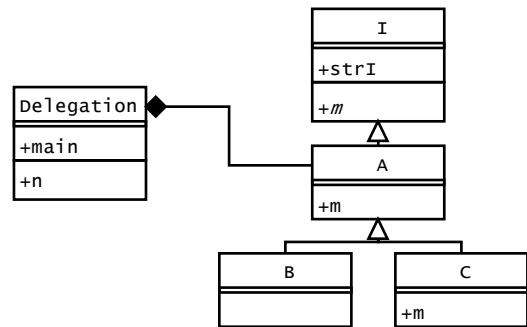 I
+strI
+m
Delegation
+main
+n
A
+m
B
C
+m